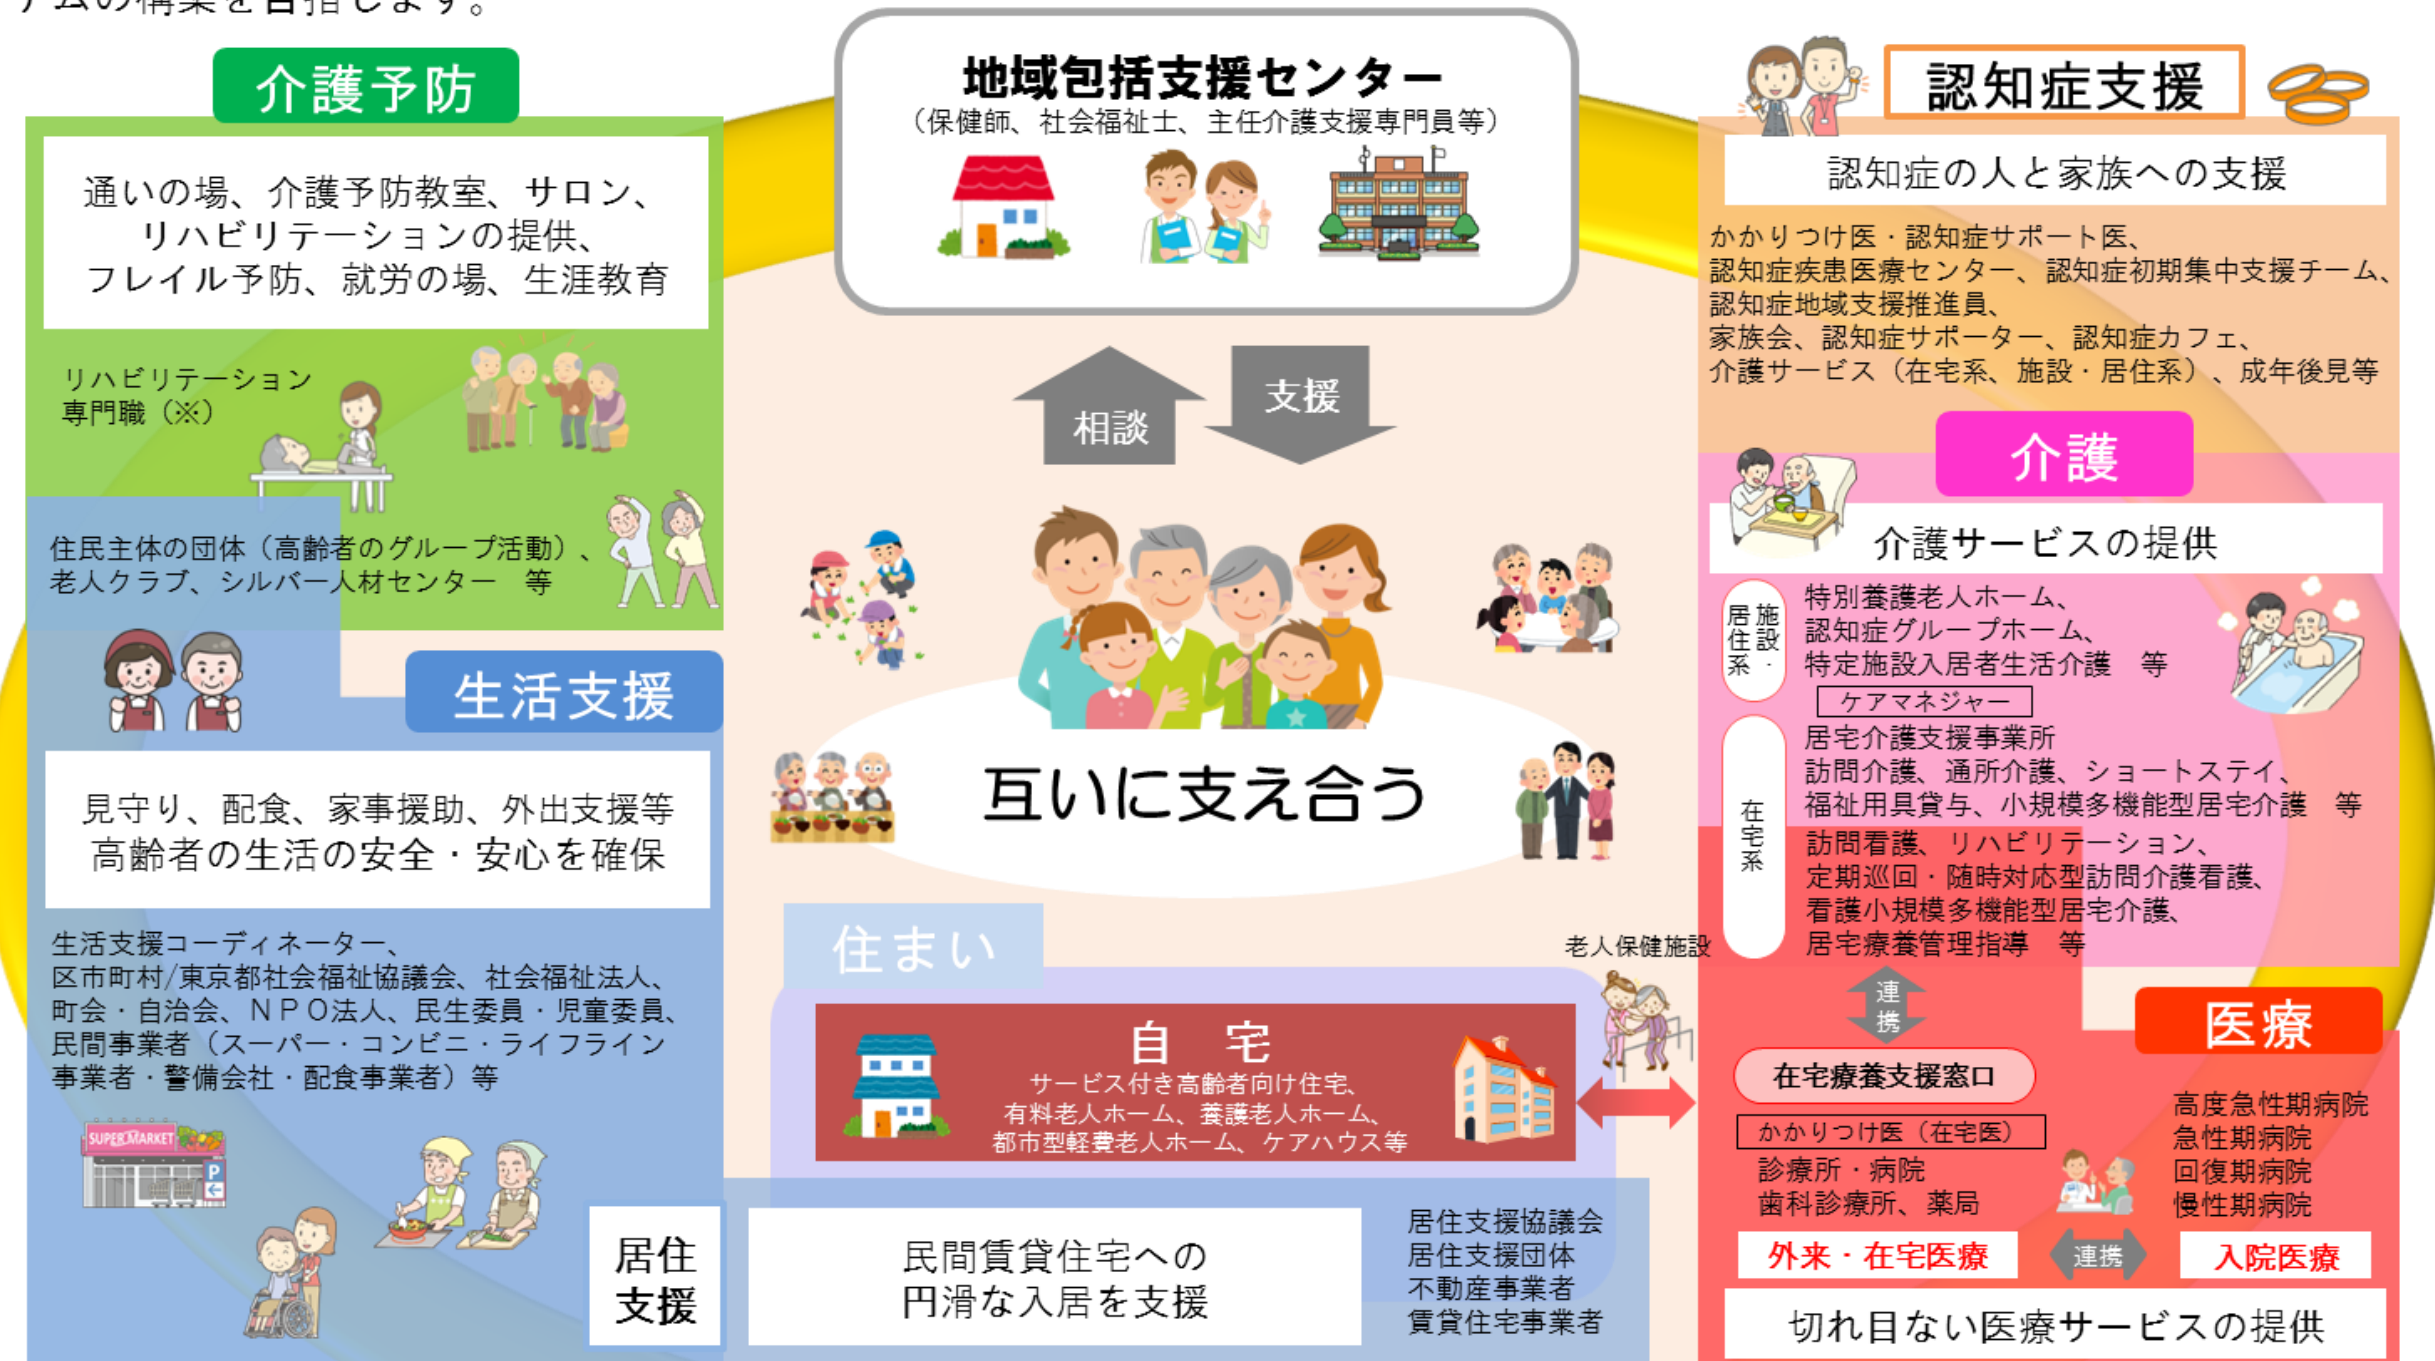 テムの構築を目指します。
介護予防
通いの場、介護予防教室、サロン、
リハビリテーションの提供、
フレイル予防、就労の場、生涯教育
リハビリテーション
専門職（※）
住民主体の団体（高齢者のグループ活動）、
老人クラブ、シルバー人材センター　等
生活支援
見守り、配食、家事援助、外出支援等
高齢者の生活の安全・安心を確保
生活支援コーディネーター、
区市町村/東京都社会福祉協議会、社会福祉法人、
町会・自治会、ＮＰＯ法人、民生委員・児童委員、
民間事業者（スーパー・コンビニ・ライフライン
事業者・警備会社・配食事業者）等
SUPERMARKET
P
地域包括支援センター
（保健師、社会福祉士、主任介護支援専門員等）
相談
支援
互いに支え合う
住まい
自　宅
サービス付き高齢者向け住宅、
有料老人ホーム、養護老人ホーム、
都市型軽費老人ホーム、ケアハウス等
老人保健施設
居住
支援
民間賃貸住宅への
円滑な入居を支援
居住支援協議会
居住支援団体
不動産事業者
賃貸住宅事業者
認知症支援
認知症の人と家族への支援
かかりつけ医・認知症サポート医、
認知症疾患医療センター、認知症初期集中支援チーム、
認知症地域支援推進員、
家族会、認知症サポーター、認知症カフェ、
介護サービス（在宅系、施設・居住系）、成年後見等
介護
介護サービスの提供
施設・
居住系
特別養護老人ホーム、
認知症グループホーム、
特定施設入居者生活介護　等
ケアマネジャー
在宅系
居宅介護支援事業所
訪問介護、通所介護、ショートステイ、
福祉用具貸与、小規模多機能型居宅介護　等
訪問看護、リハビリテーション、
定期巡回・随時対応型訪問介護看護、
看護小規模多機能型居宅介護、
居宅療養管理指導　等
連携
医療
在宅療養支援窓口
かかりつけ医（在宅医）
診療所・病院
歯科診療所、薬局
高度急性期病院
急性期病院
回復期病院
慢性期病院
外来・在宅医療
連携
入院医療
切れ目ない医療サービスの提供